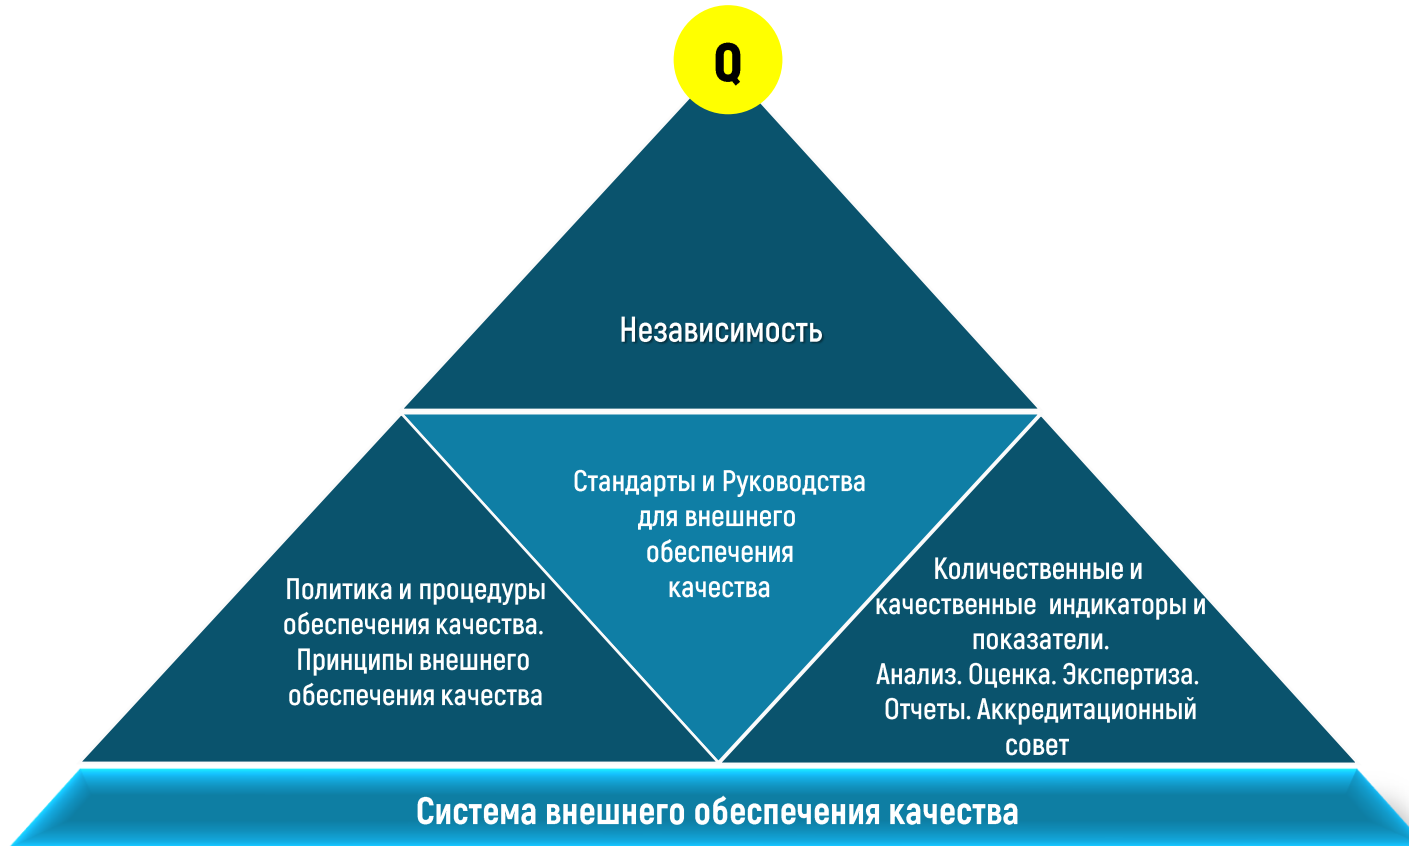 Q
Независимость
Стандарты и Руководства
для внешнего
обеспечения
качества
Политика и процедуры
обеспечения качества.
Принципы внешнего
обеспечения качества
Количественные и
качественные  индикаторы и
показатели.
Анализ. Оценка. Экспертиза.
Отчеты. Аккредитационный
совет
Система внешнего обеспечения качества